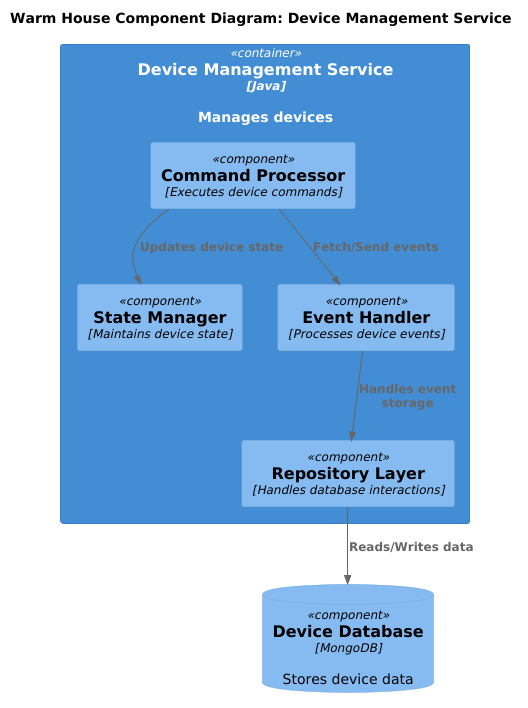 Warm House Component Diagram: Device Management Service
«container»
Device Management Service
[Java]
Manages devices
«component»
Command Processor
[Executes device commands]
Updates device state
Fetch/Send events
«component»
State Manager
[Maintains device state]
«component»
Event Handler
[Processes device events]
Handles event
storage
«component»
Repository Layer
[Handles database interactions]
Reads/Writes data
«component»
Device Database
[MongoDB]
Stores device data